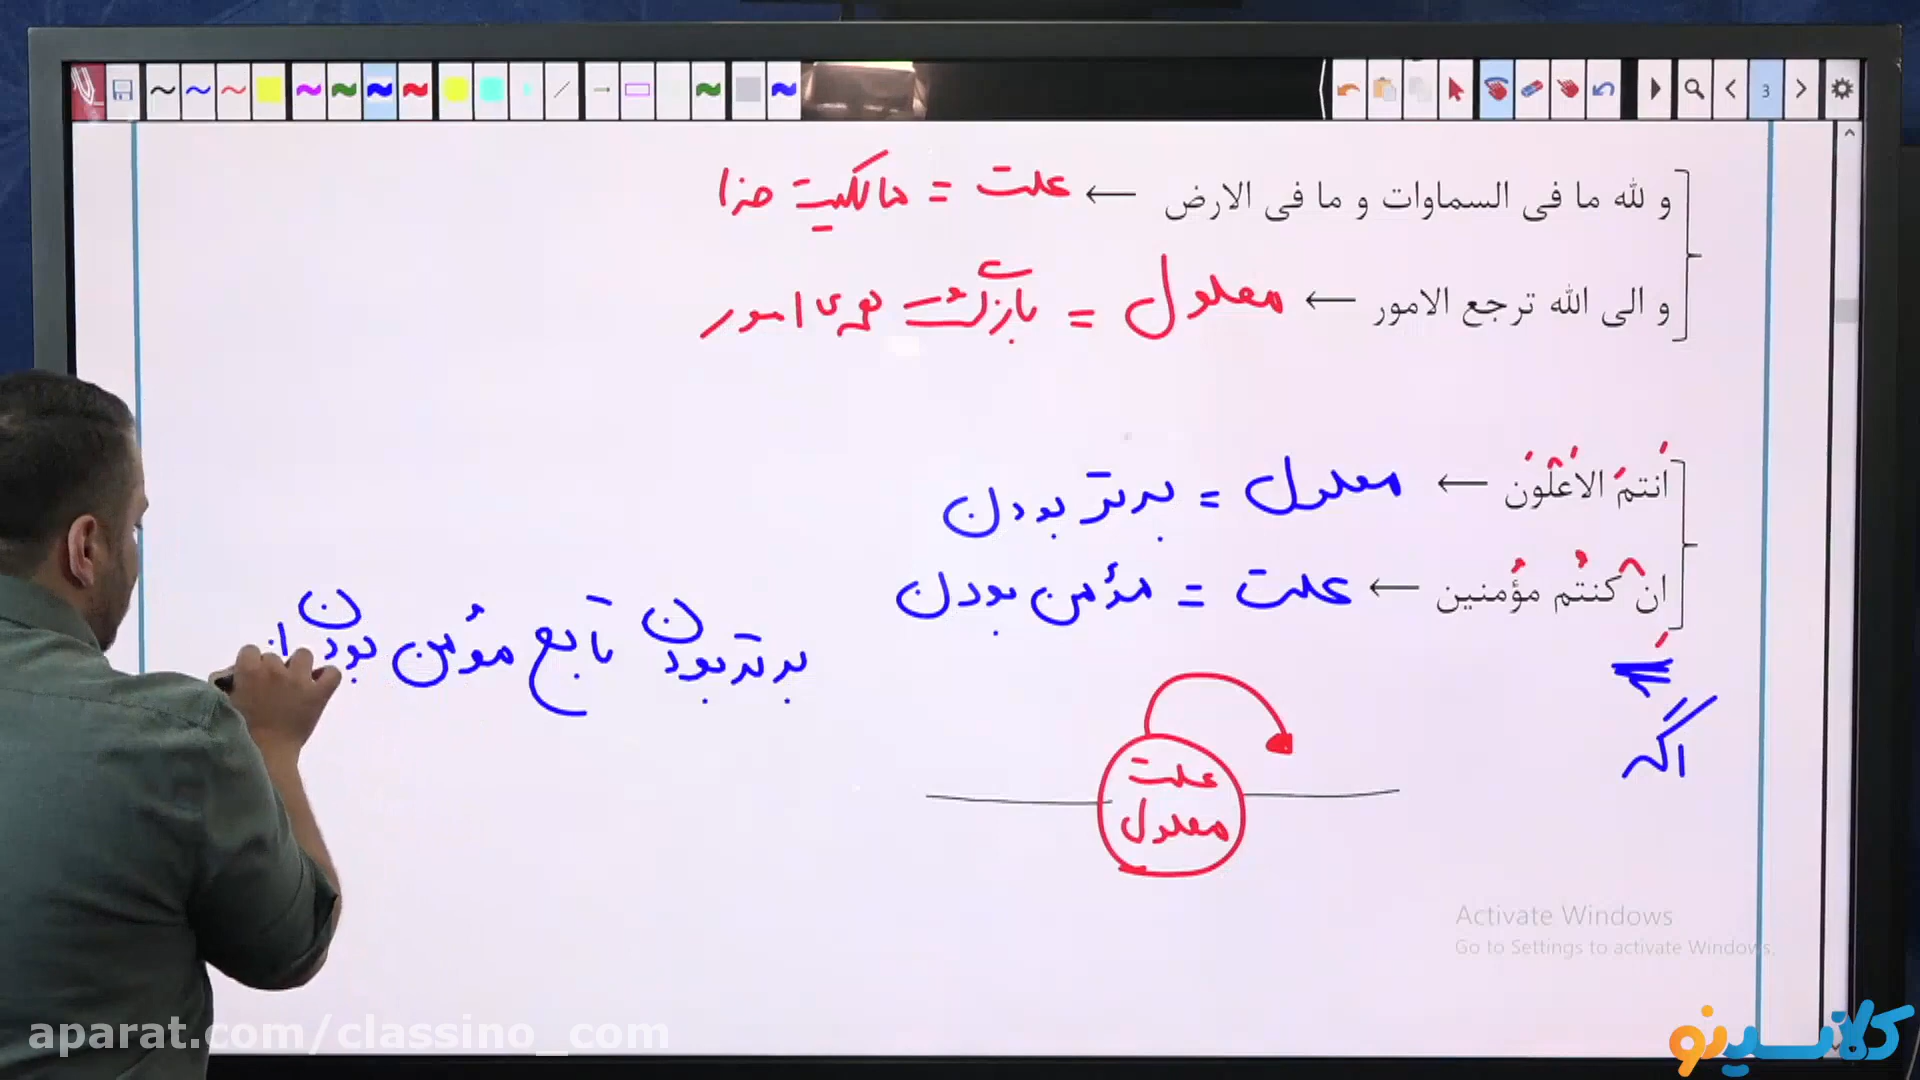 و لله ما فی السماوات و ما فی الارض ← علت = مالکیت خدا
و الی الله ترجع الامور ← معلول = بازگشت همه‌ی امور
انتم الاعلون ← معلول = برتر بودن
ان کنتم مؤمنین ← علت = مؤمن بودن
برتر بودن تابع مؤمن بودن
اگر
علت
معلول
Activate Windows
Go to Settings to activate Windows.
3
aparat.com/classino_com
کلاسینو